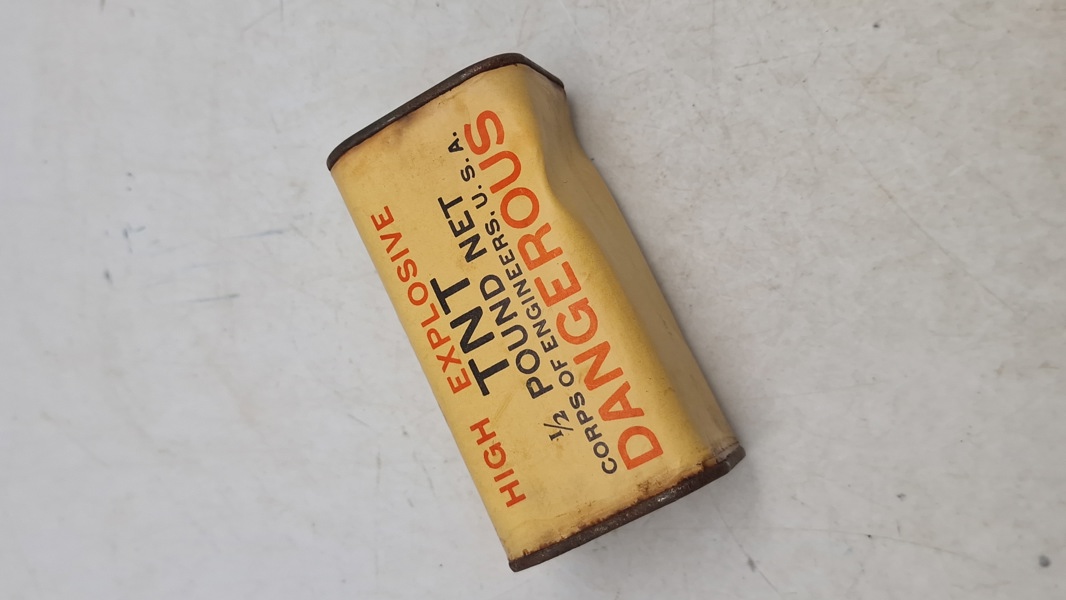 HIGH EXPLOSIVE
TNT
1/2 POUND NET
CORPS OF ENGINEERS, U. S. A.
DANGEROUS